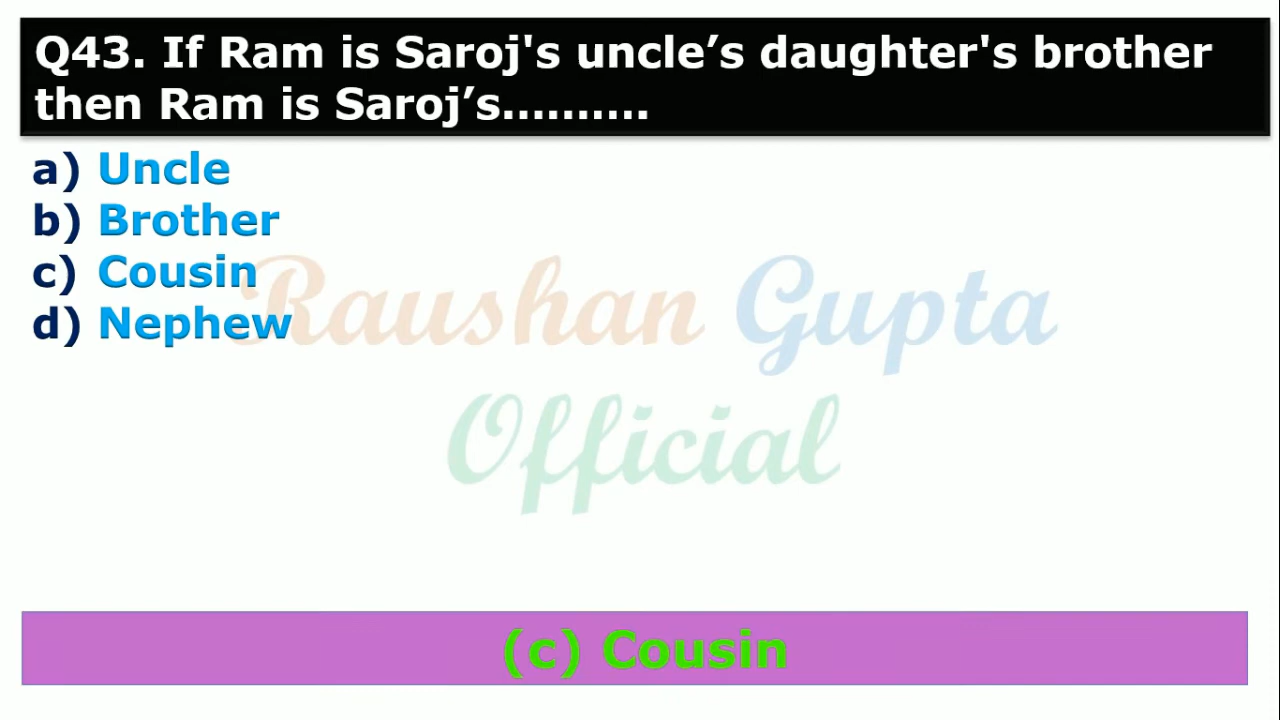 Q43. If Ram is Saroj's uncle’s daughter's brother
then Ram is Saroj’s..........
a) Uncle
b) Brother
c) Cousin
d) Nephew
Raushan Gupta
Official
(c) Cousin